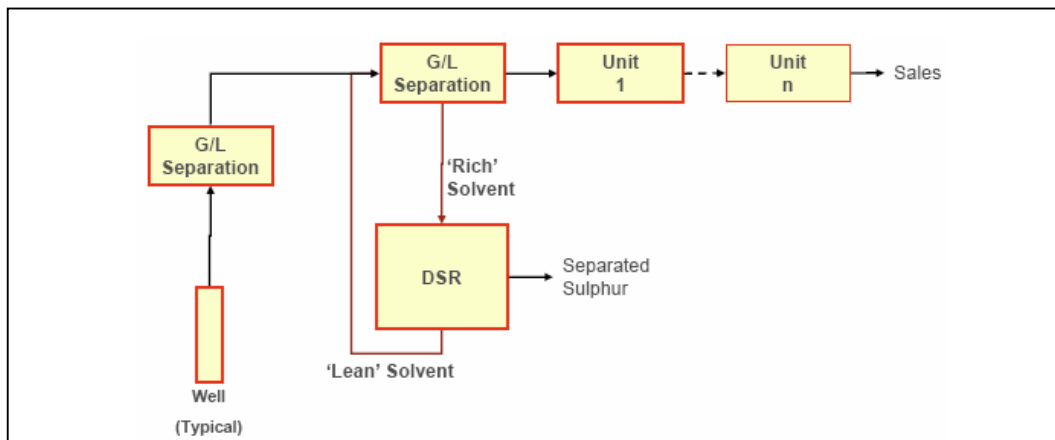 G/L
Separation
Unit
1
Unit
n
Sales
G/L
Separation
‘Rich’
Solvent
DSR
Separated
Sulphur
‘Lean’ Solvent
Well
(Typical)